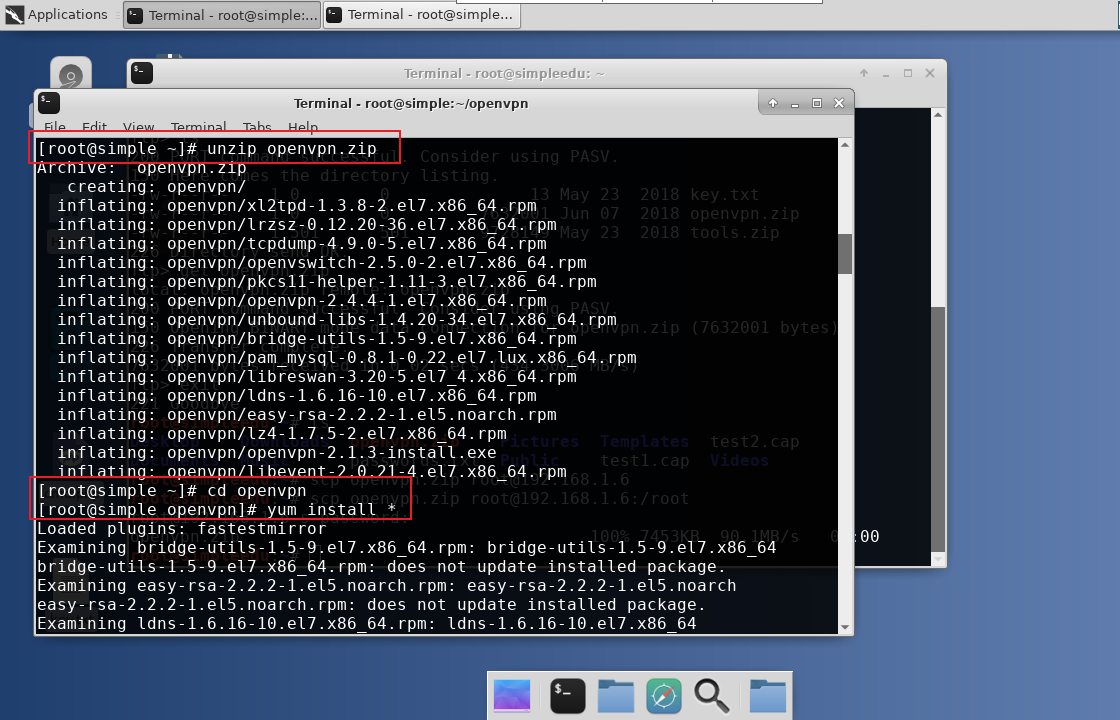 Applications
Terminal - root@simple:...
Terminal - root@simple...
Terminal - root@simpleedu: ~
Terminal - root@simple:~/openvpn
File Edit View Terminal Tabs Help
[root@simple ~]# unzip openvpn.zip
200 PORT command successful. Consider using PASV.
Archive:  openvpn.zip
150 Here comes the directory listing.
creating: openvpn/
13 May 23  2018 key.txt
inflating: openvpn/xl2tpd-1.3.8-2.el7.x86_64.rpm
7632001 Jun 07  2018 openvpn.zip
inflating: openvpn/lrzsz-0.12.20-36.el7.x86_64.rpm
May 23  2018 tools.zip
inflating: openvpn/tcpdump-4.9.0-5.el7.x86_64.rpm
inflating: openvpn/openvswitch-2.5.0-2.el7.x86_64.rpm
inflating: openvpn/pkcs11-helper-1.11-3.el7.x86_64.rpm
inflating: openvpn/openvpn-2.4.4-1.el7.x86_64.rpm
inflating: openvpn/unbound-libs-1.4.20-34.el7.x86_64.rpm
openvpn.zip (7632001 bytes)
inflating: openvpn/bridge-utils-1.5-9.el7.x86_64.rpm
inflating: openvpn/pam_mysql-0.8.1-0.22.el7.lux.x86_64.rpm
MB/s)
inflating: openvpn/libreswan-3.20-5.el7_4.x86_64.rpm
inflating: openvpn/ldns-1.6.16-10.el7.x86_64.rpm
inflating: openvpn/easy-rsa-2.2.2-1.el5.noarch.rpm
inflating: openvpn/lz4-1.7.5-2.el7.x86_64.rpm
Pictures Templates test2.cap
inflating: openvpn/openvpn-2.1.3-install.exe
Public test1.cap Videos
inflating: openvpn/libevent-2.0.21-4.el7.x86_64.rpm
scp openvpn.zip root@192.168.1.6
[root@simple ~]# cd openvpn
scp openvpn.zip root@192.168.1.6:/root
[root@simple openvpn]# yum install *
Loaded plugins: fastestmirror
100% 7453KB  90.1MB/s :00
Examining bridge-utils-1.5-9.el7.x86_64.rpm: bridge-utils-1.5-9.el7.x86_64
bridge-utils-1.5-9.el7.x86_64.rpm: does not update installed package.
Examining easy-rsa-2.2.2-1.el5.noarch.rpm: easy-rsa-2.2.2-1.el5.noarch
easy-rsa-2.2.2-1.el5.noarch.rpm: does not update installed package.
Examining ldns-1.6.16-10.el7.x86_64.rpm: ldns-1.6.16-10.el7.x86_64